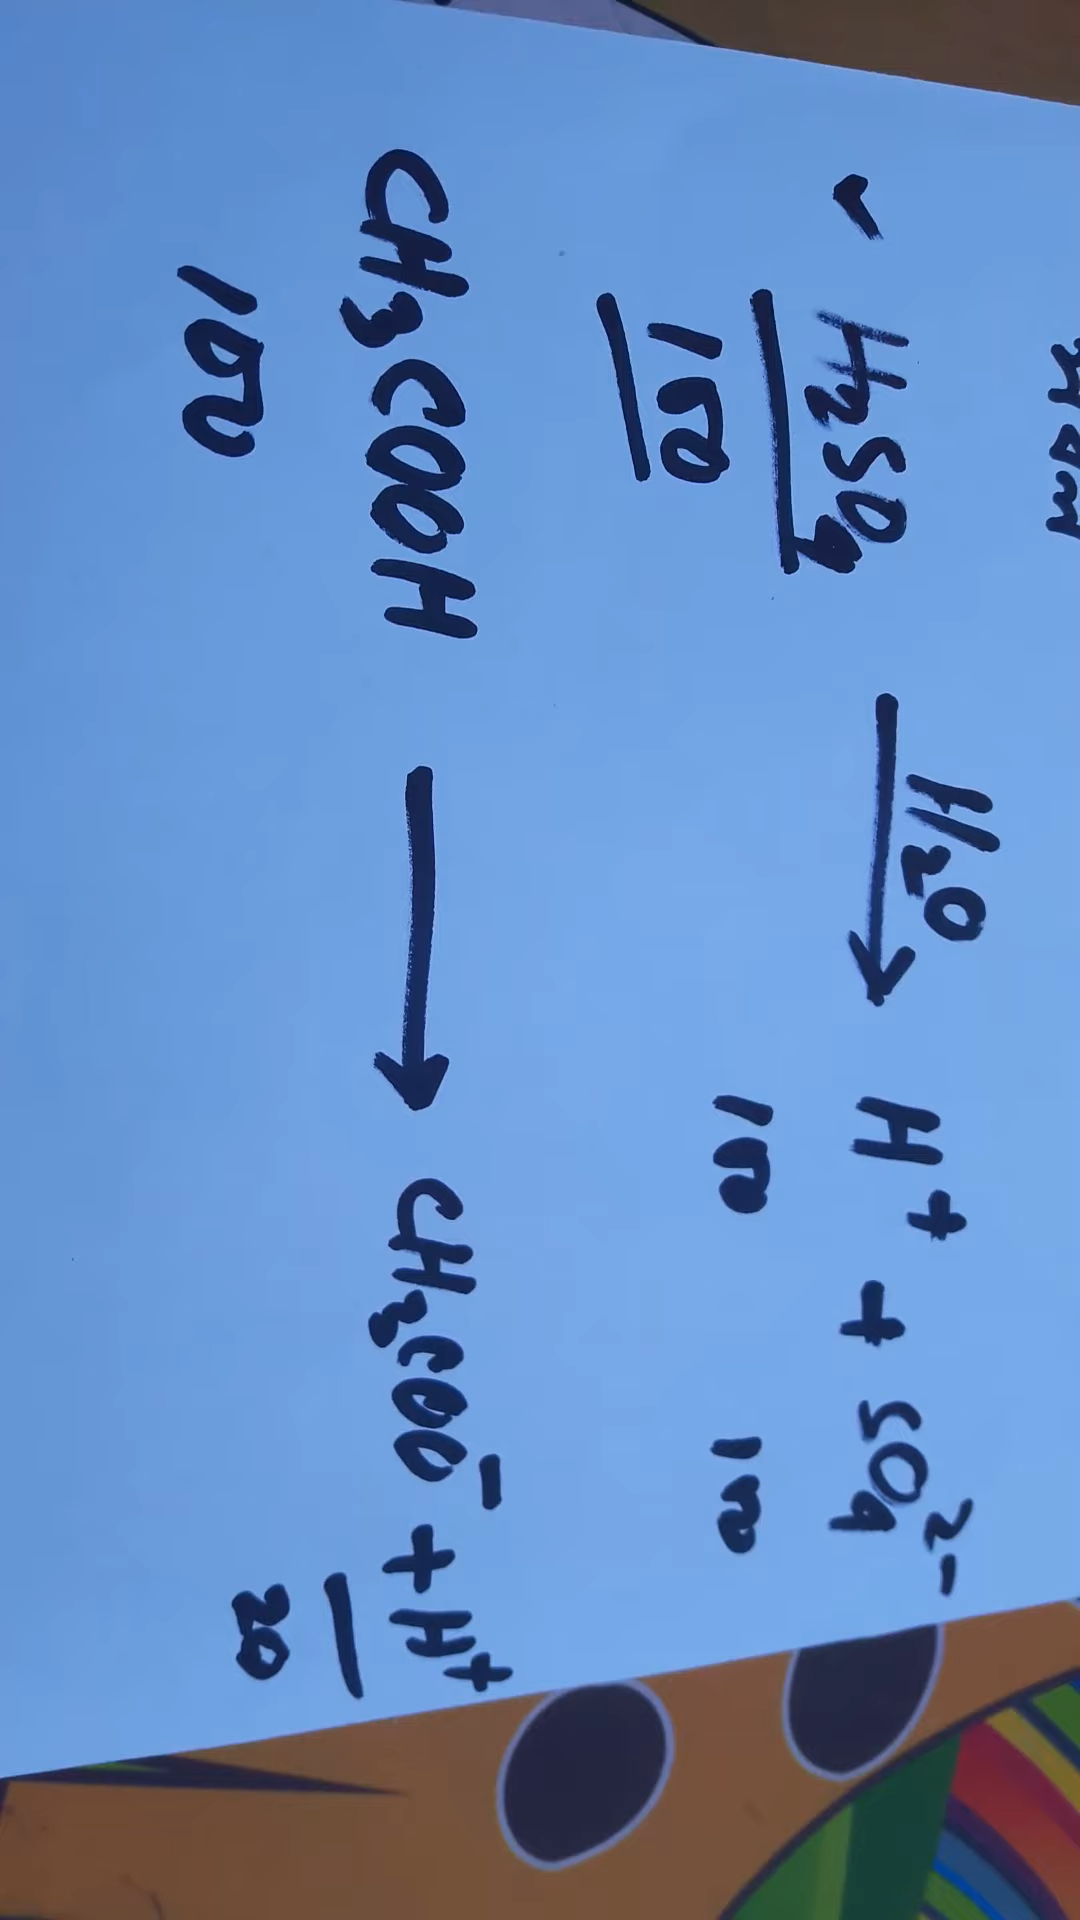 H₂O
H₂SO₄ → H⁺ + SO₄²⁻
100 100 100
CH₃COOH → CH₃COO⁻ + H⁺
100 20